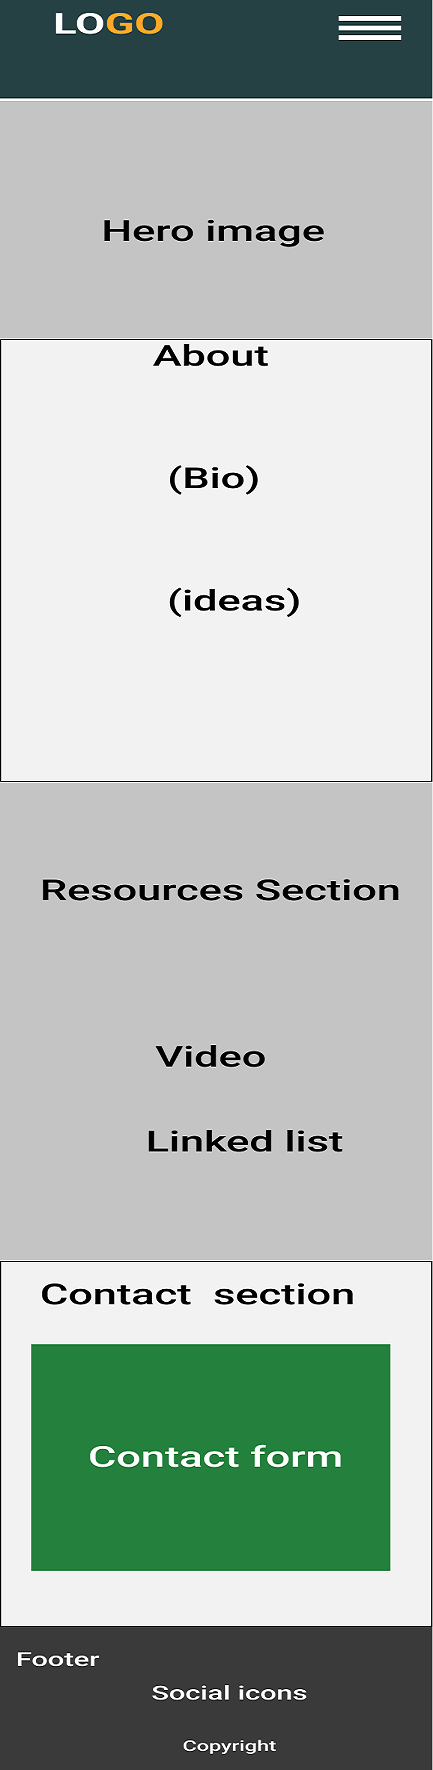 LOGO
Hero image
About
(Bio)
(ideas)
Resources Section
Video
Linked list
Contact section
Contact form
Footer
Social icons
Copyright